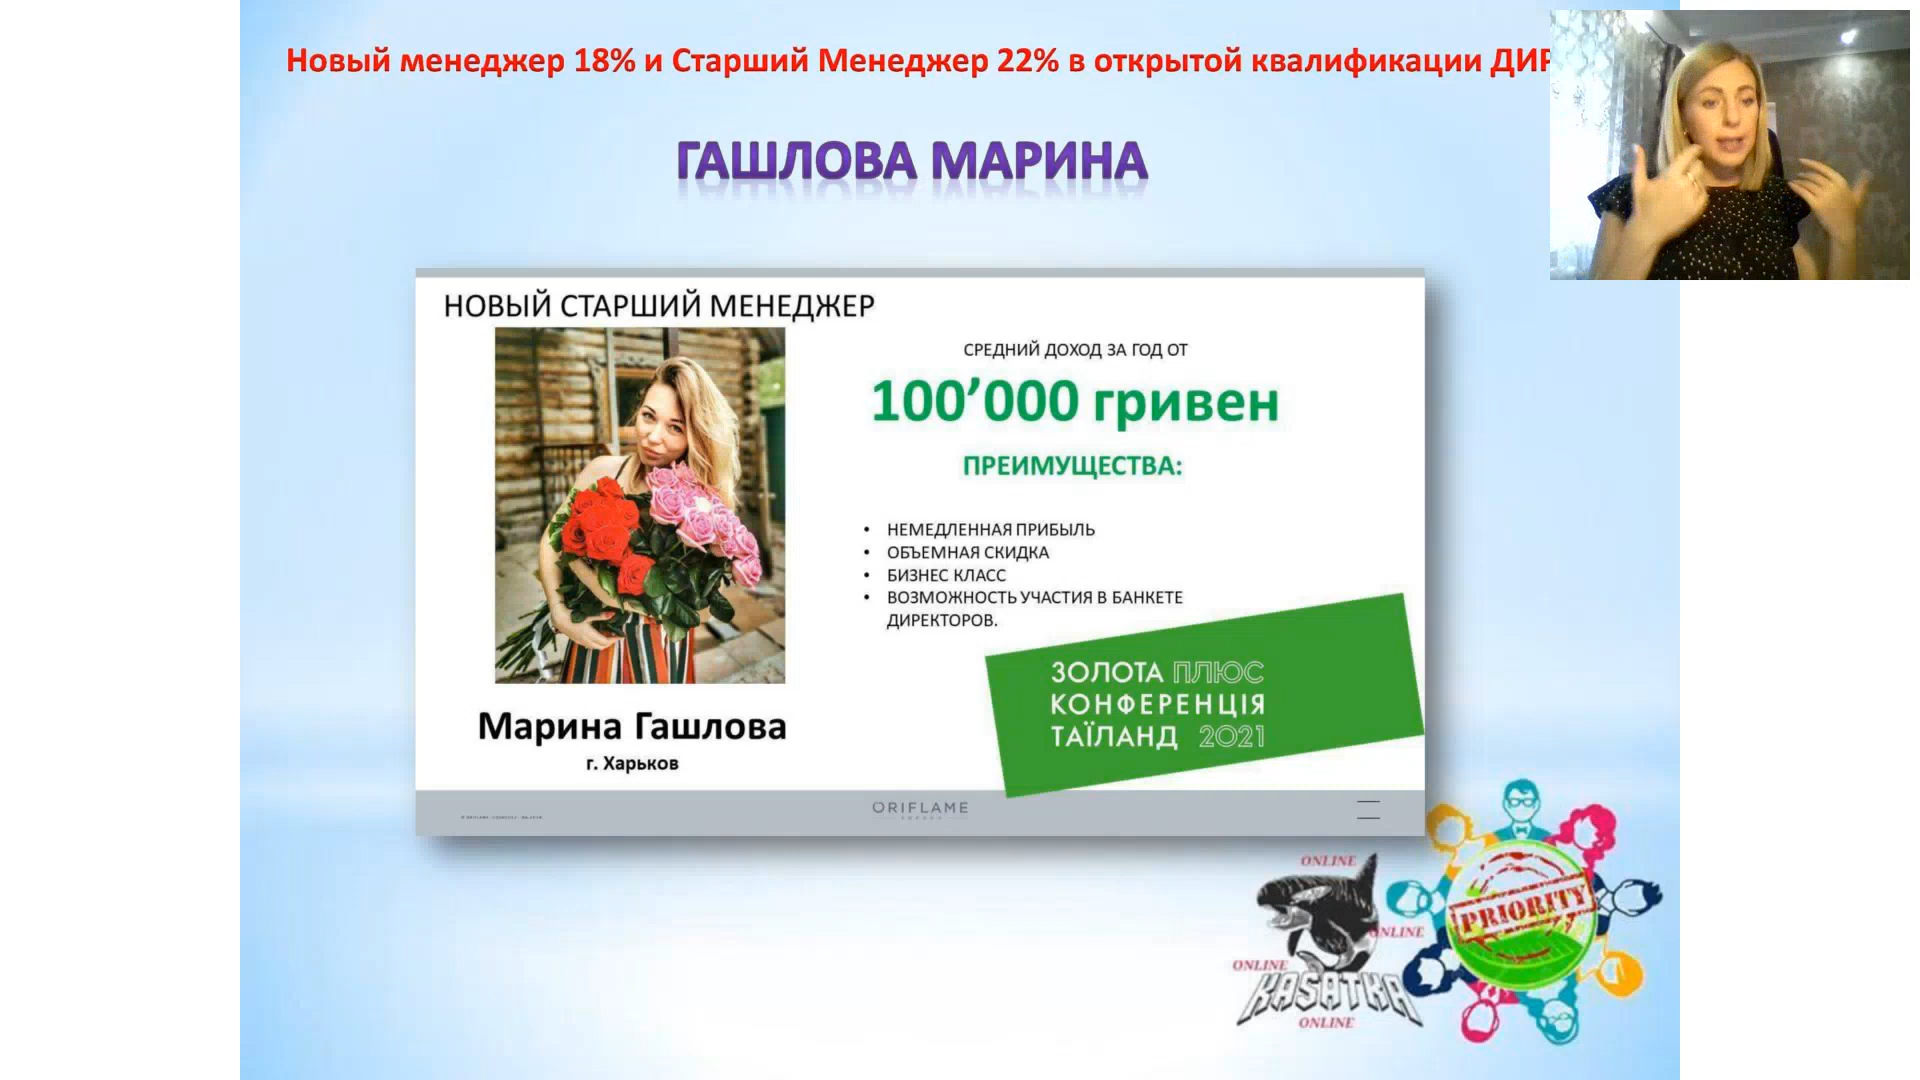 Новый менеджер 18% и Старший Менеджер 22% в открытой квалификации ДИР
ГАШЛОВА МАРИНА
НОВЫЙ СТАРШИЙ МЕНЕДЖЕР
СРЕДНИЙ ДОХОД ЗА ГОД ОТ
100’000 гривен
ПРЕИМУЩЕСТВА:
• НЕМЕДЛЕННАЯ ПРИБЫЛЬ
• ОБЪЕМНАЯ СКИДКА
• БИЗНЕС КЛАСС
• ВОЗМОЖНОСТЬ УЧАСТИЯ В БАНКЕТЕ
ДИРЕКТОРОВ.
ЗОЛОТА ПЛЮС
КОНФЕРЕНЦІЯ
ТАЇЛАНД 2021
Марина Гашлова
г. Харьков
ORIFLAME
ONLINE
ONLINE
ONLINE
KASATKA
ONLINE
PRIORITY